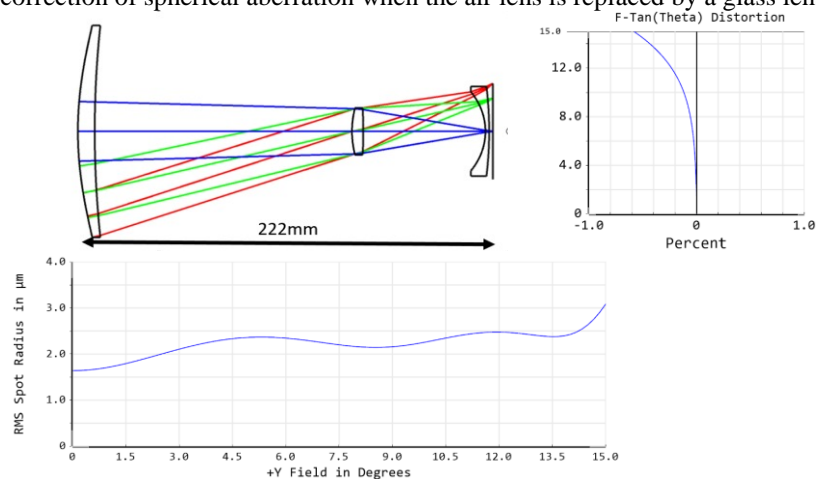 correction of spherical aberration when the air lens is replaced by a glass
F-Tan(Theta) Distortion
15.0
12.0
8.0
4.0
0
-1.0 0 1.0
Percent
222mm
4.0
3.0
2.0
1.0
0
RMS Spot Radius in µm
0 1.5 3.0 4.5 6.0 7.5 9.0 10.5 12.0 13.5 15.0
+Y Field in Degrees